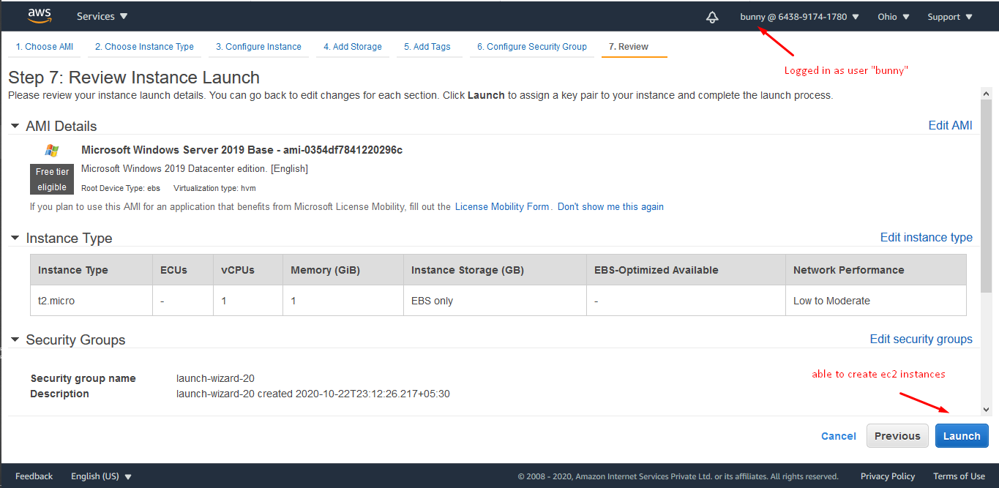 aws Services bunny @ 6438-9174-1780 Ohio Support
1. Choose AMI 2. Choose Instance Type 3. Configure Instance 4. Add Storage 5. Add Tags 6. Configure Security Group 7. Review
Logged in as user "bunny"
Step 7: Review Instance Launch
Please review your instance launch details. You can go back to edit changes for each section. Click Launch to assign a key pair to your instance and complete the launch process.
AMI Details Edit AMI
Microsoft Windows Server 2019 Base - ami-0354df7841220296c
Free tier
eligible
Microsoft Windows 2019 Datacenter edition. [English]
Root Device Type: ebs Virtualization type: hvm
If you plan to use this AMI for an application that benefits from Microsoft License Mobility, fill out the License Mobility Form. Don't show me this again
Instance Type Edit instance type
Instance Type ECUs vCPUs Memory (GiB) Instance Storage (GB) EBS-Optimized Available Network Performance
t2.micro - 1 1 EBS only - Low to Moderate
Security Groups Edit security groups
Security group name launch-wizard-20
Description launch-wizard-20 created 2020-10-22T23:12:26.217+05:30
able to create ec2 instances
Cancel Previous Launch
Feedback English (US) © 2008 - 2020, Amazon Internet Services Private Ltd. or its affiliates. All rights reserved. Privacy Policy Terms of Use